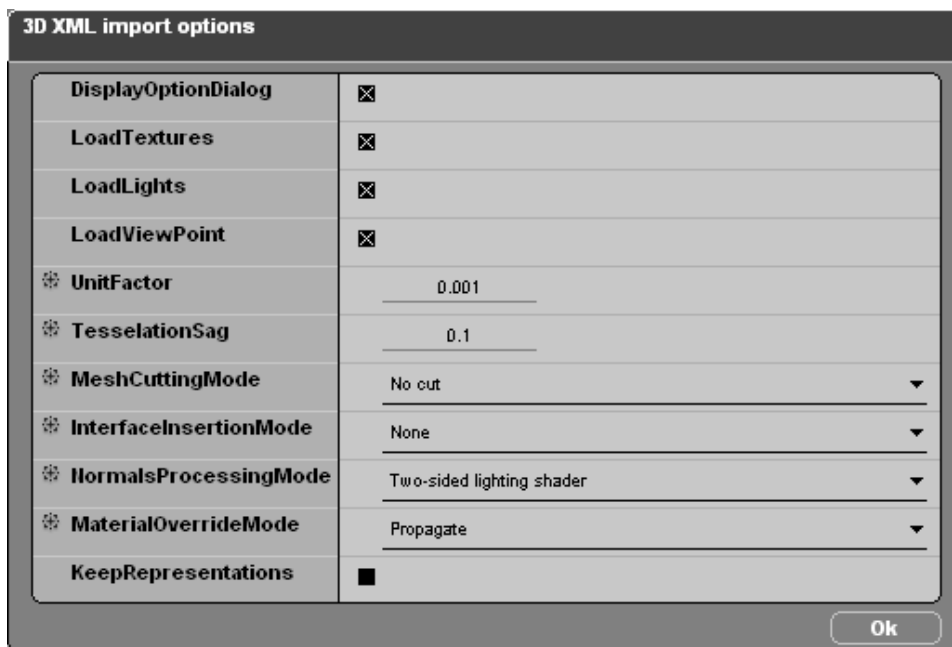 3D XML import options
DisplayOptionDialog
LoadTextures
LoadLights
LoadViewPoint
UnitFactor 0.001
TesselationSag 0.1
MeshCuttingMode No cut
InterfaceInsertionMode None
NormalsProcessingMode Two-sided lighting shader
MaterialOverrideMode Propagate
KeepRepresentations
Ok